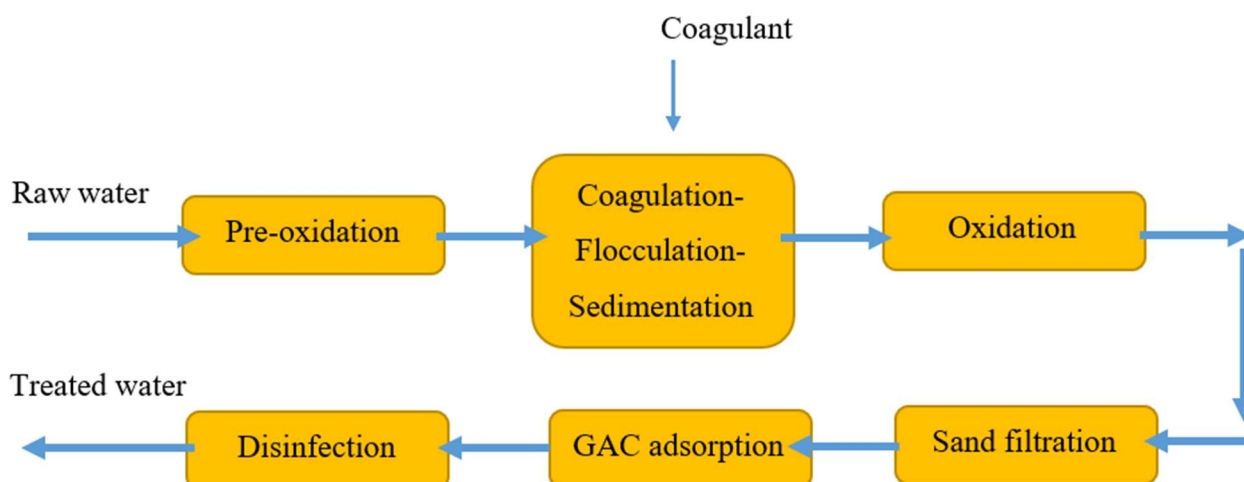 Coagulant
Raw water
Pre-oxidation
Coagulation-
Flocculation-
Sedimentation
Oxidation
Treated water
Disinfection
GAC adsorption
Sand filtration